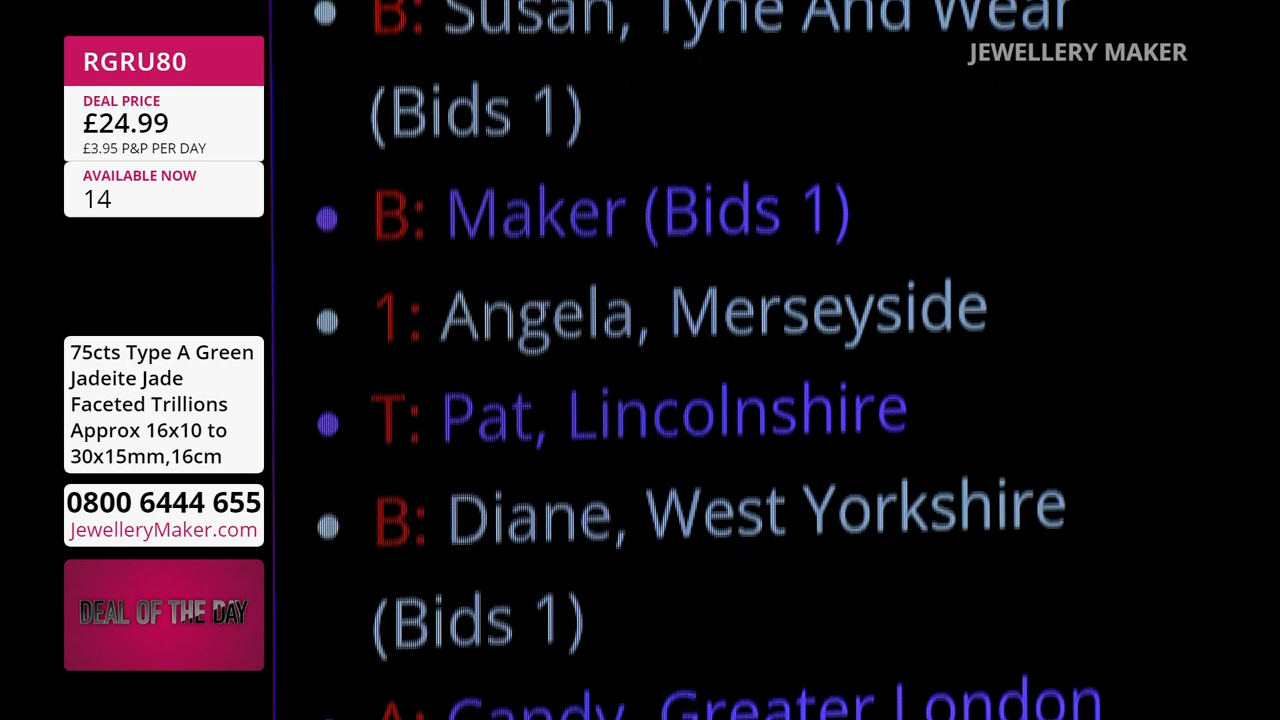 RGRU80
DEAL PRICE
£24.99
£3.95 P&P PER DAY
AVAILABLE NOW
14
75cts Type A Green
Jadeite Jade
Faceted Trillions
Approx 16x10 to
30x15mm,16cm
0800 6444 655
JewelleryMaker.com
DEAL OF THE DAY
JEWELLERY MAKER
B: Susan, Tyne And Wear
(Bids 1)
B: Maker (Bids 1)
1: Angela, Merseyside
T: Pat, Lincolnshire
B: Diane, West Yorkshire
(Bids 1)
A: Candy, Greater London